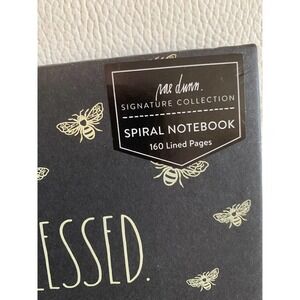 rae dunn.
SIGNATURE COLLECTION
SPIRAL NOTEBOOK
160 Lined Pages
LESSED.